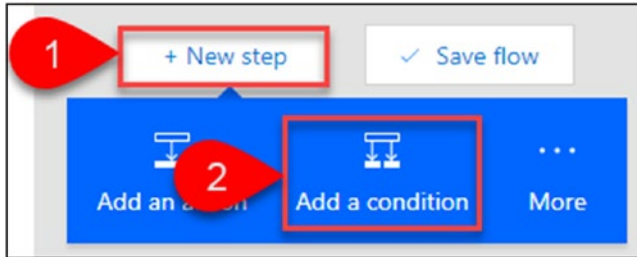 1
+ New step
✓ Save flow
2
Add an a
Add a condition
...
More